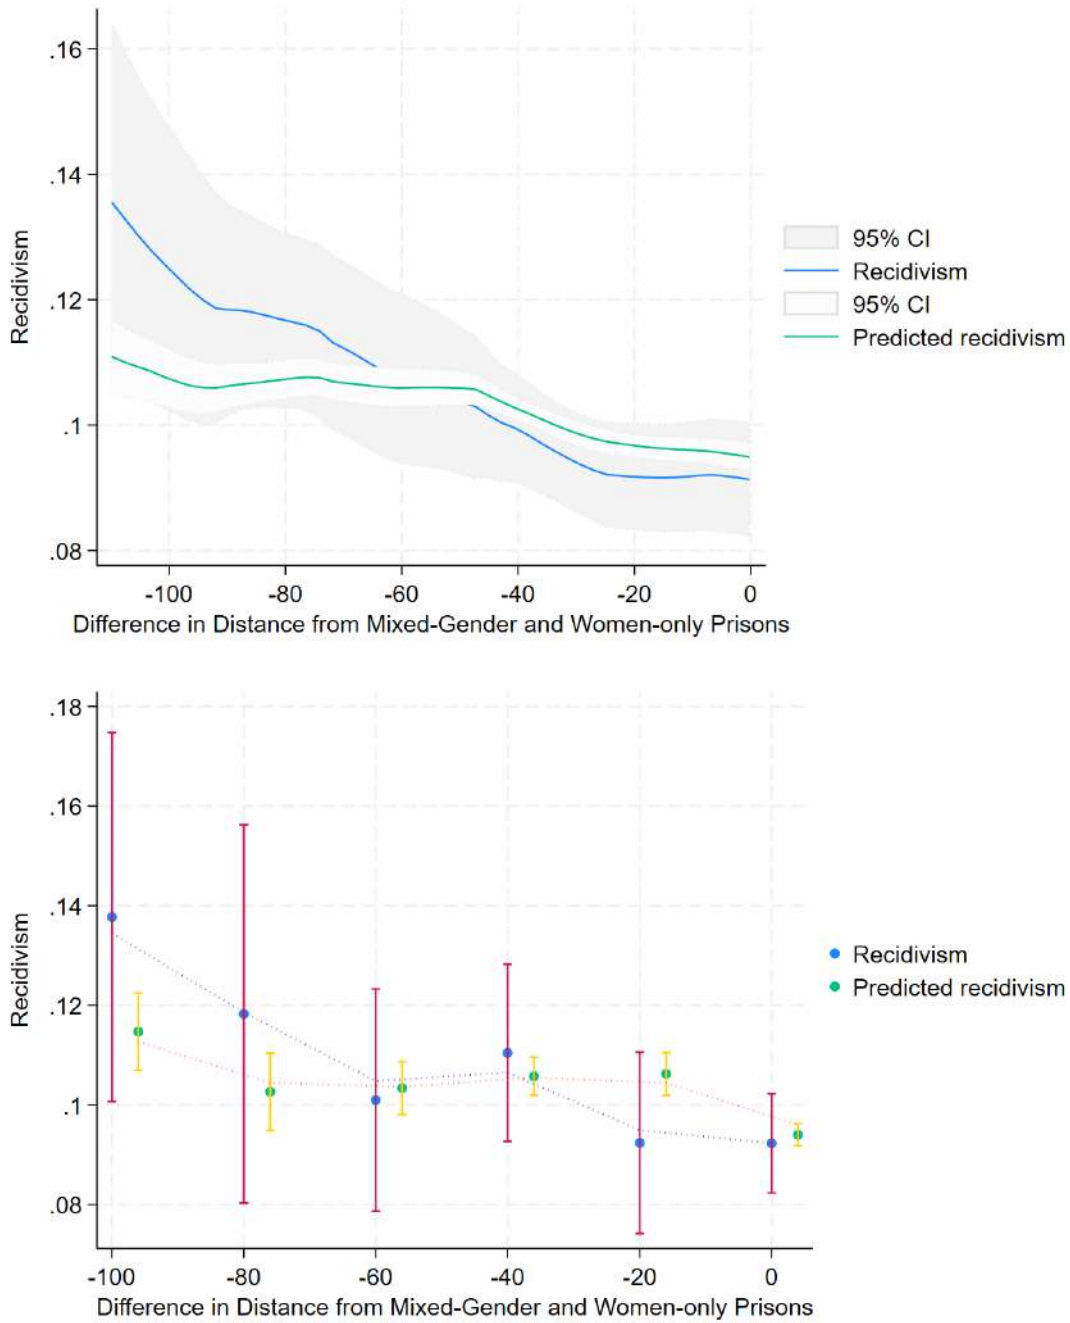 .16
.14
.12
.1
.08
Recidivism
-100 -80 -60 -40 -20 0
Difference in Distance from Mixed-Gender and Women-only Prisons
95% CI
Recidivism
95% CI
Predicted recidivism
.18
.16
.14
.12
.1
.08
Recidivism
-100 -80 -60 -40 -20 0
Difference in Distance from Mixed-Gender and Women-only Prisons
Recidivism
Predicted recidivism